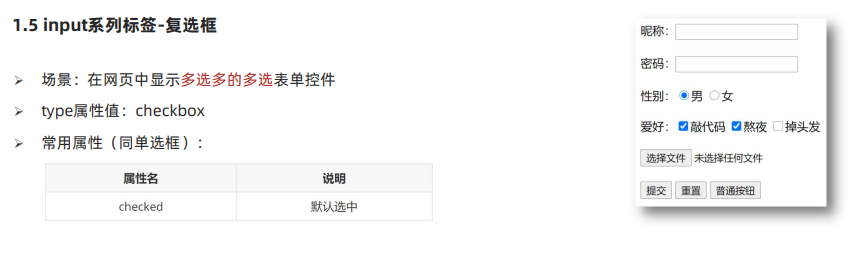 1.5 input系列标签-复选框
场景：在网页中显示多选多的多选表单控件
type属性值：checkbox
常用属性（同单选框）：
属性名 说明
checked 默认选中
昵称：
密码：
性别： 男 女
爱好： 敲代码 熬夜 掉头发
选择文件 未选择任何文件
提交 重置 普通按钮